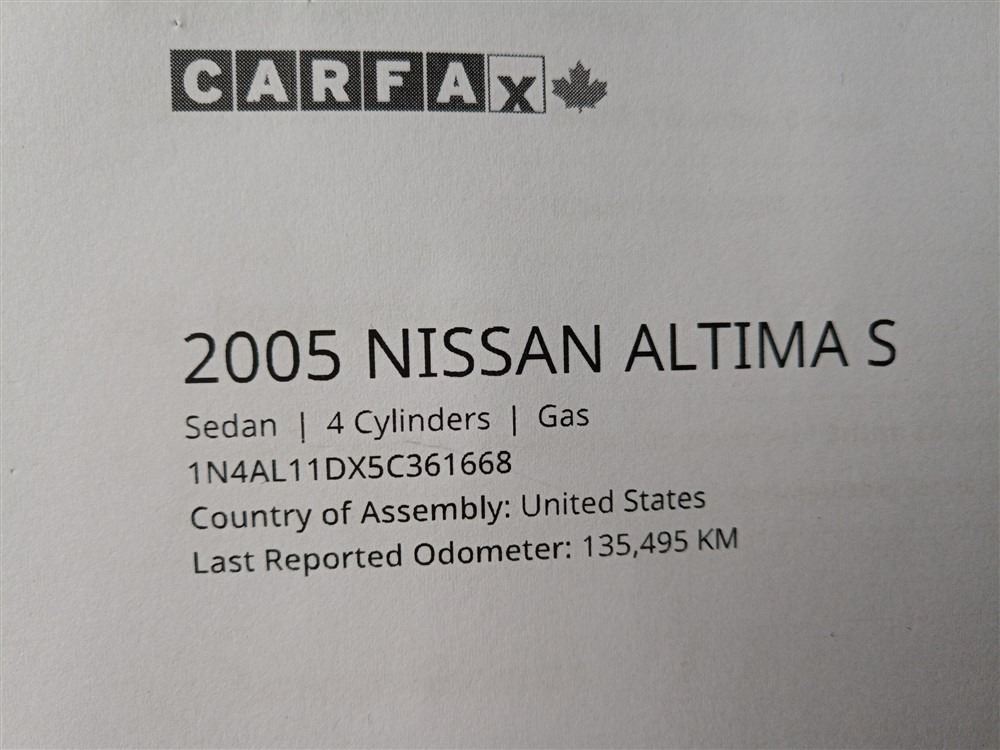 CARFAX
2005 NISSAN ALTIMA S
Sedan | 4 Cylinders | Gas
1N4AL11DX5C361668
Country of Assembly: United States
Last Reported Odometer: 135,495 KM